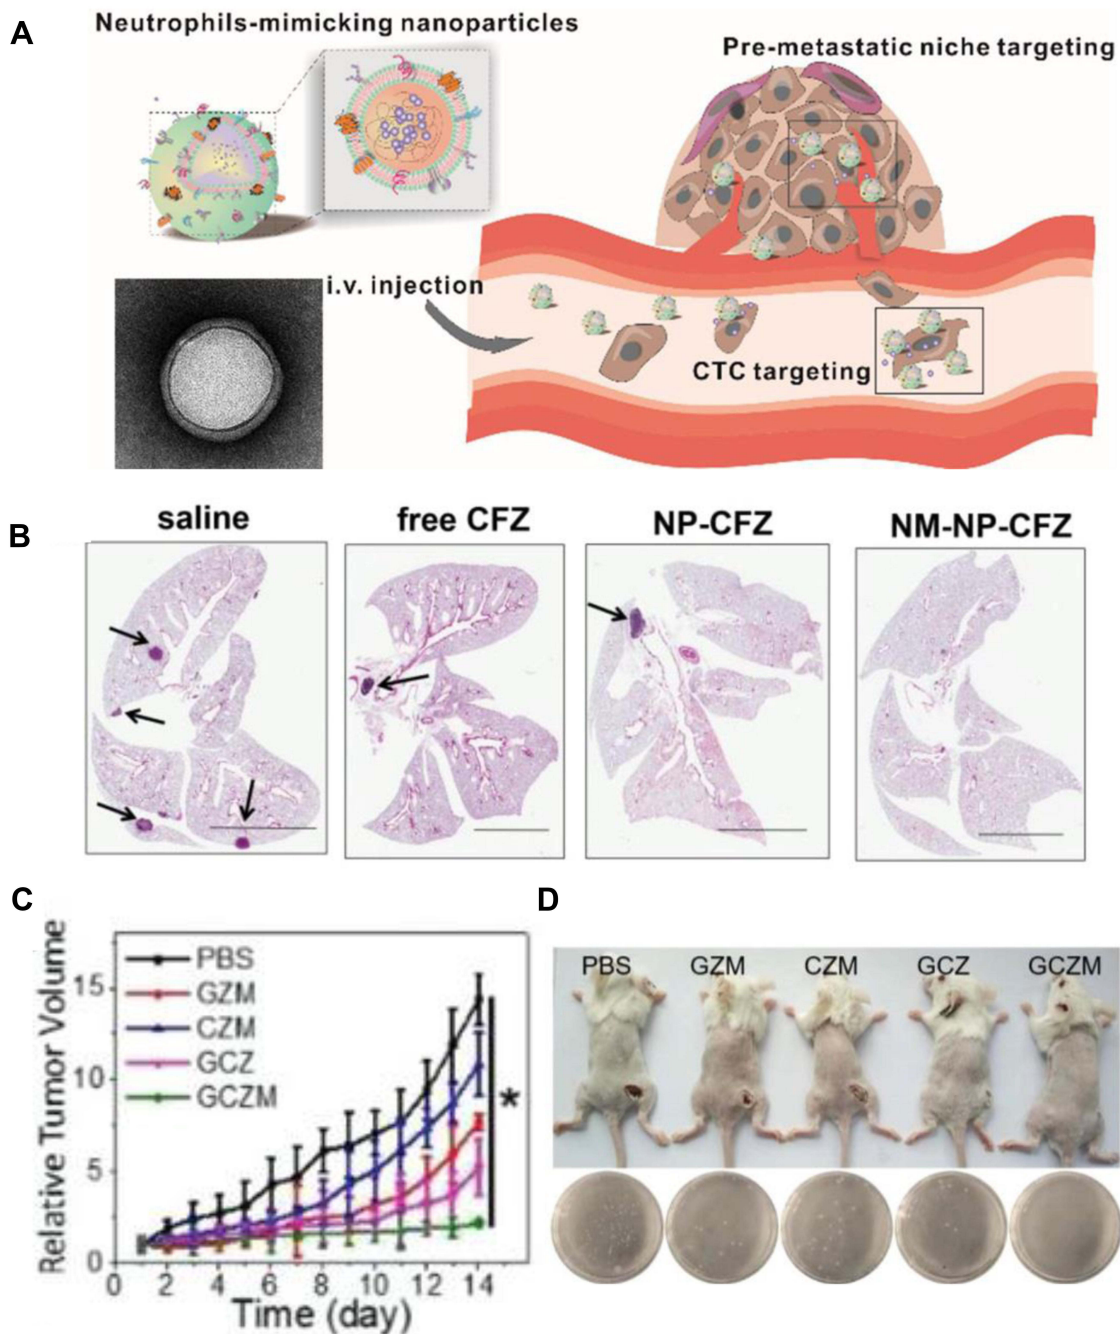 A
Neutrophils-mimicking nanoparticles
Pre-metastatic niche targeting
i.v. injection
CTC targeting
B
saline
free CFZ
NP-CFZ
NM-NP-CFZ
C
Relative Tumor Volume
15
10
5
0
PBS
GZM
CZM
GCZ
GCZM
*
0 2 4 6 8 10 12 14
Time (day)
D
PBS GZM CZM GCZ GCZM